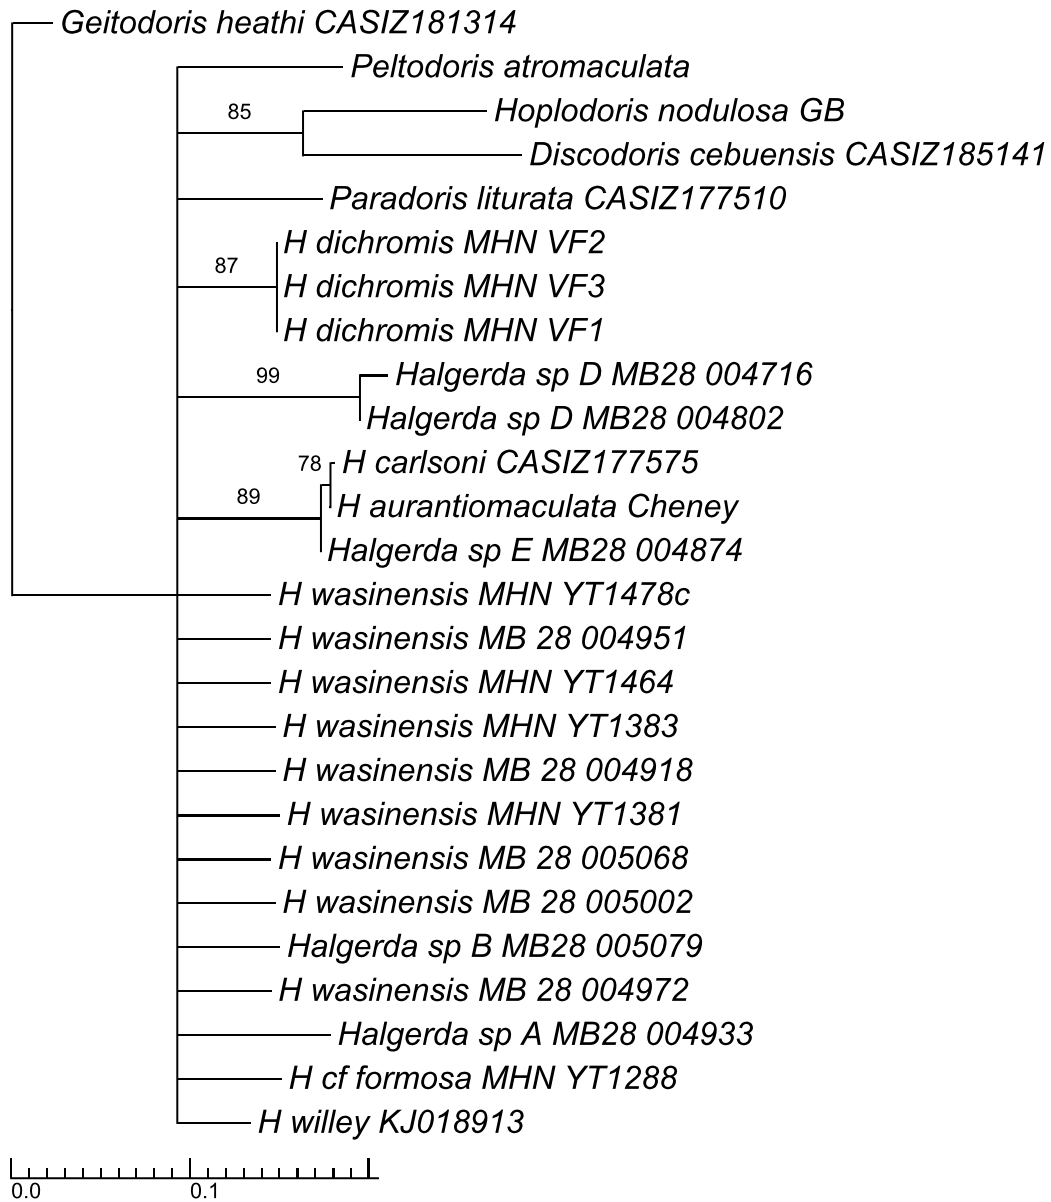 Geitodoris heathi CASIZ181314
Peltodoris atromaculata
85
Hoplodoris nodulosa GB
Discodoris cebuensis CASIZ185141
Paradoris liturata CASIZ177510
H dichromis MHN VF2
87
H dichromis MHN VF3
H dichromis MHN VF1
99
Halgerda sp D MB28 004716
Halgerda sp D MB28 004802
78
H carlsoni CASIZ177575
89
H aurantiomaculata Cheney
Halgerda sp E MB28 004874
H wasinensis MHN YT1478c
H wasinensis MB 28 004951
H wasinensis MHN YT1464
H wasinensis MHN YT1383
H wasinensis MB 28 004918
H wasinensis MHN YT1381
H wasinensis MB 28 005068
H wasinensis MB 28 005002
Halgerda sp B MB28 005079
H wasinensis MB 28 004972
Halgerda sp A MB28 004933
H cf formosa MHN YT1288
H willey KJ018913
0.0 0.1